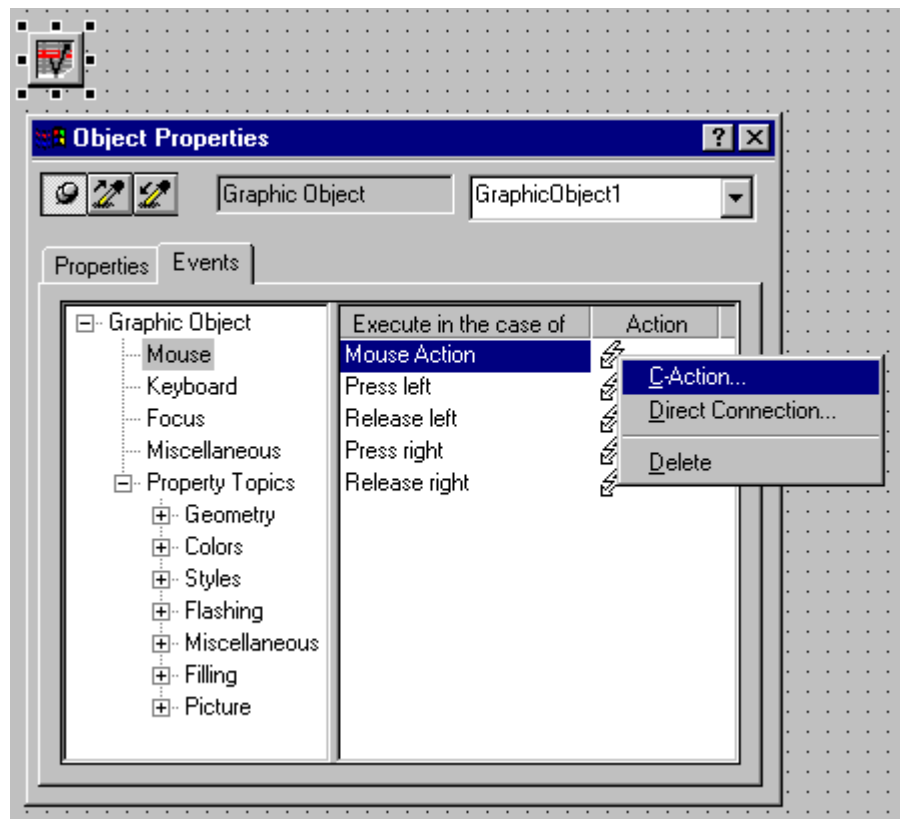 Object Properties
Graphic Object GraphicObject1
Properties Events
Graphic Object Execute in the case of Action
Mouse Mouse Action
Keyboard Press left
Focus Release left
Miscellaneous Press right
Property Topics Release right
Geometry
Colors
Styles
Flashing
Miscellaneous
Filling
Picture
C-Action...
Direct Connection...
Delete